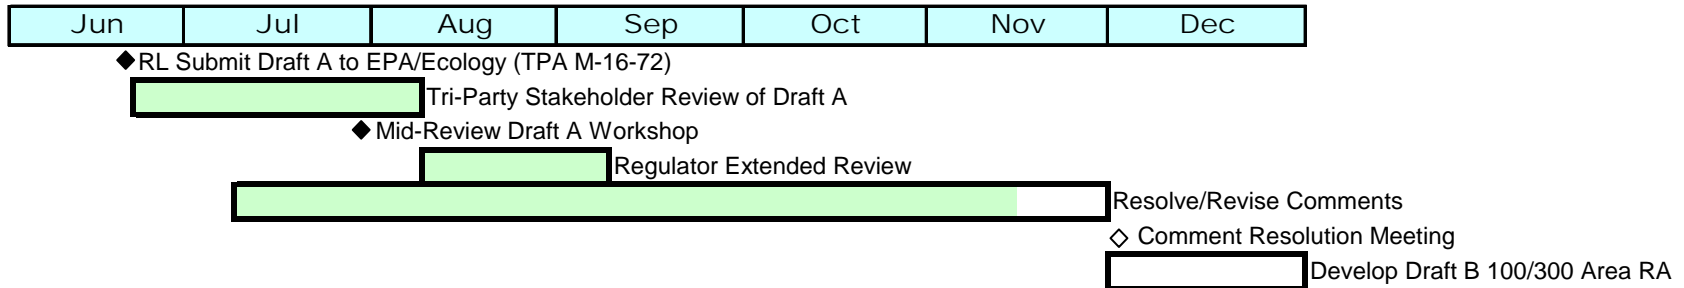 Jun Jul Aug Sep Oct Nov Dec
RL Submit Draft A to EPA/Ecology (TPA M-16-72)
Tri-Party Stakeholder Review of Draft A
Mid-Review Draft A Workshop
Regulator Extended Review
Resolve/Revise Comments
Comment Resolution Meeting
Develop Draft B 100/300 Area RA